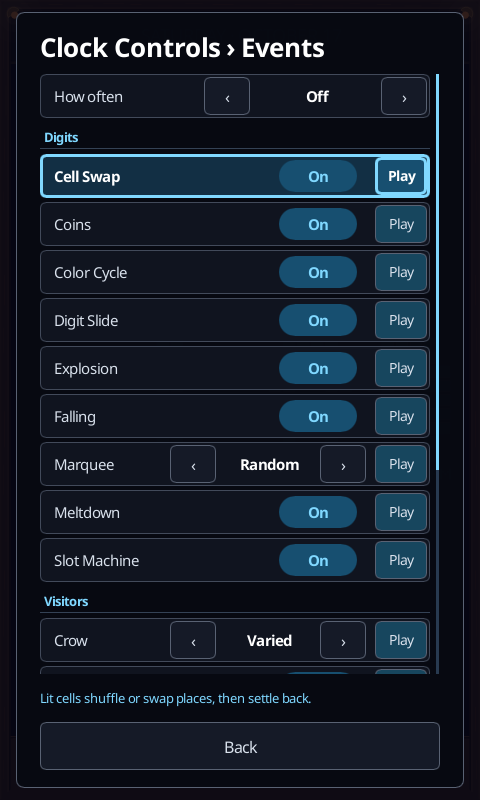 Clock Controls › Events
How often ‹ Off ›
Digits
Cell Swap On Play
Coins On Play
Color Cycle On Play
Digit Slide On Play
Explosion On Play
Falling On Play
Marquee ‹ Random › Play
Meltdown On Play
Slot Machine On Play
Visitors
Crow ‹ Varied › Play
Lit cells shuffle or swap places, then settle back.
Back